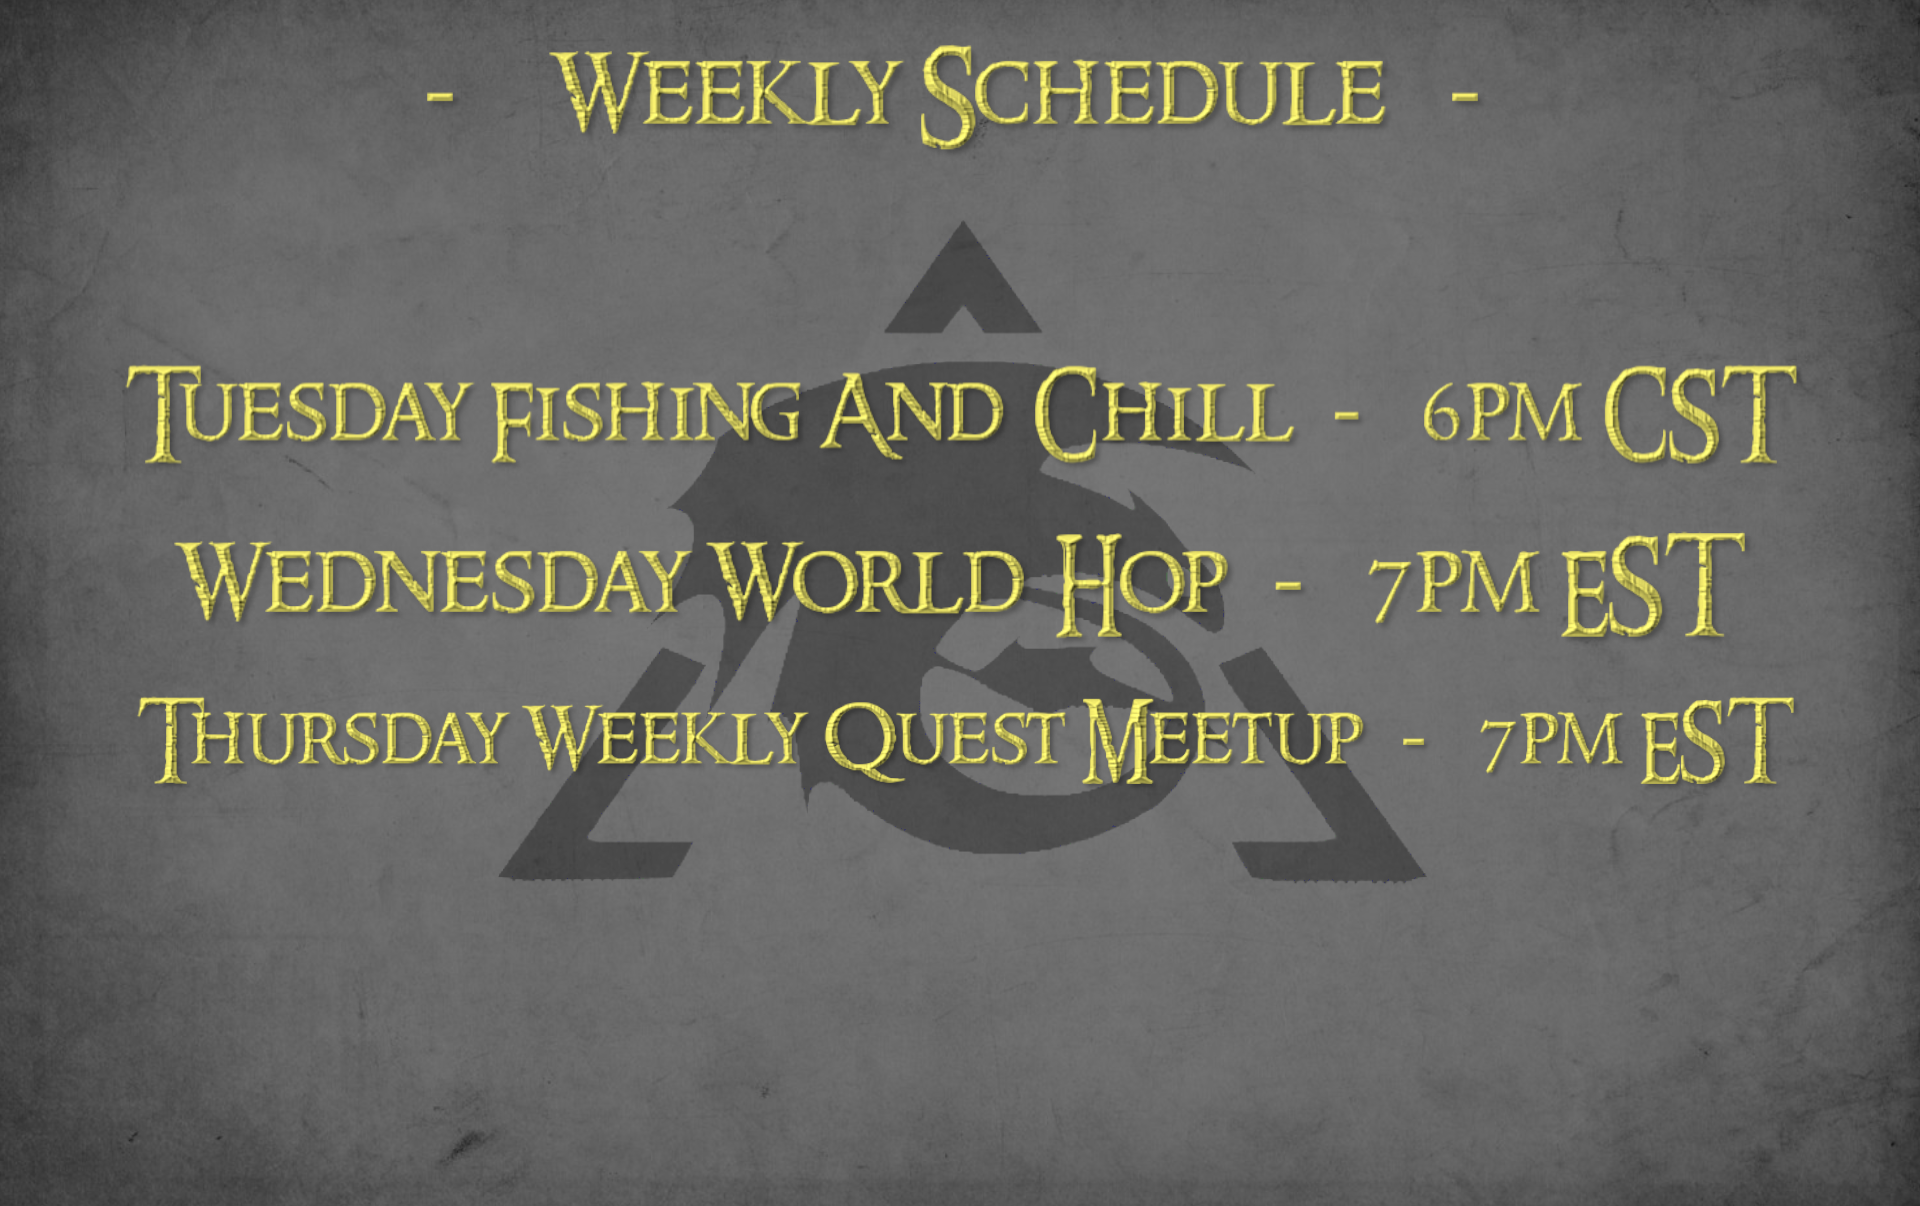 - Weekly Schedule -
Tuesday Fishing And Chill - 6pm CST
Wednesday World Hop - 7pm EST
Thursday Weekly Quest Meetup - 7pm EST